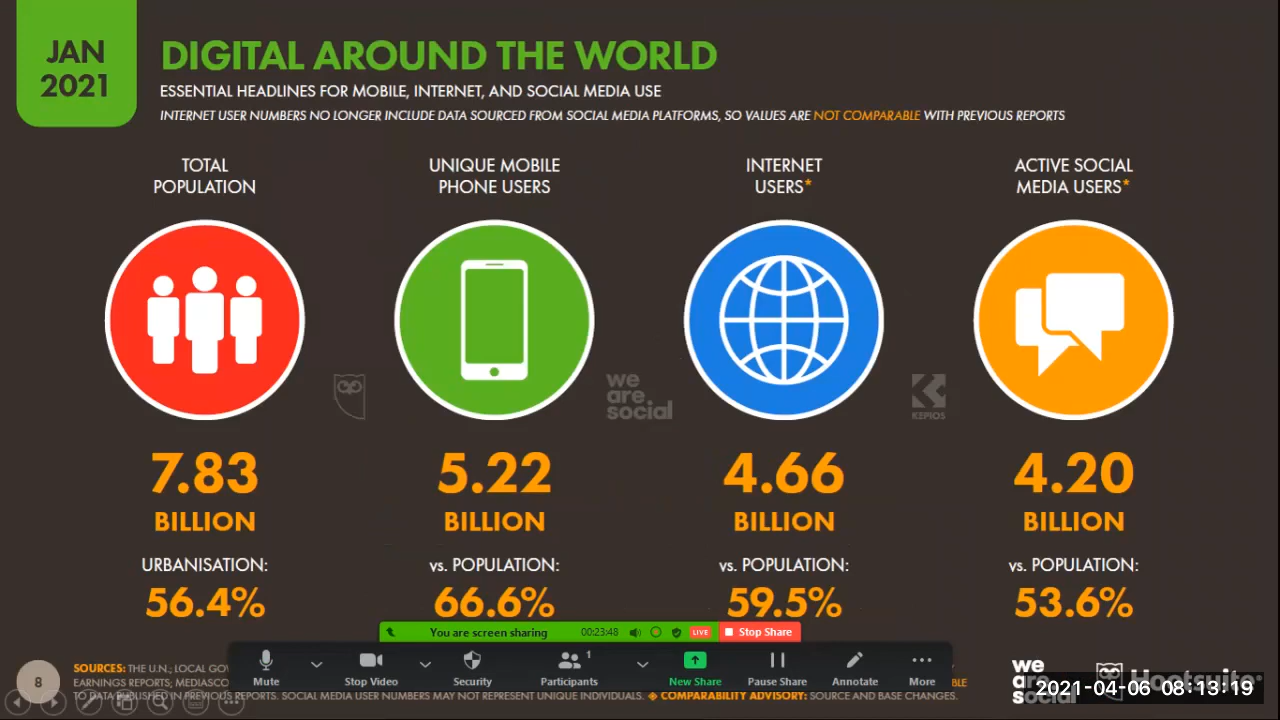 JAN
2021
DIGITAL AROUND THE WORLD
ESSENTIAL HEADLINES FOR MOBILE, INTERNET, AND SOCIAL MEDIA USE
INTERNET USER NUMBERS NO LONGER INCLUDE DATA SOURCED FROM SOCIAL MEDIA PLATFORMS, SO VALUES ARE NOT COMPARABLE WITH PREVIOUS REPORTS
TOTAL
POPULATION
UNIQUE MOBILE
PHONE USERS
INTERNET
USERS*
ACTIVE SOCIAL
MEDIA USERS*
we
are
social
KEPIOS
7.83
BILLION
URBANISATION:
56.4%
5.22
BILLION
vs. POPULATION:
66.6%
4.66
BILLION
vs. POPULATION:
59.5%
4.20
BILLION
vs. POPULATION:
53.6%
You are screen sharing
00:23:48
LIVE
Stop Share
Mute
Stop Video
Security
1
Participants
New Share
Pause Share
Annotate
More
8
SOURCES: THE U.N.; LOCAL
EARNINGS REPORTS;
TO DATA PUBLISHED IN PREVIOUS REPORTS. SOCIAL MEDIA USER NUMBERS MAY NOT REPRESENT UNIQUE INDIVIDUALS. COMPARABILITY ADVISORY: SOURCE AND BASE CHANGES.
we
are
social
Hootsuite
2021-04-06 08:13:19